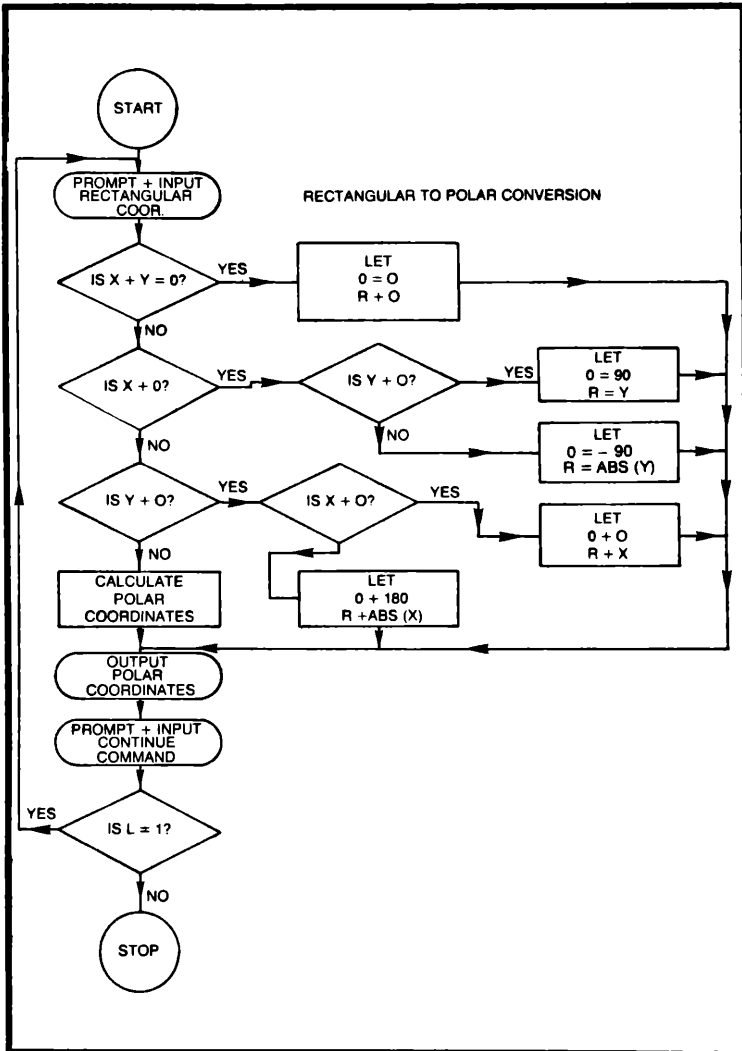 START
PROMPT + INPUT
RECTANGULAR
COOR.
RECTANGULAR TO POLAR CONVERSION
IS X + Y = 0?
YES
LET
0 = O
R + O
NO
IS X + 0?
YES
IS Y + O?
YES
LET
0 = 90
R = Y
NO
LET
0 = – 90
R = ABS (Y)
NO
IS Y + O?
YES
IS X + O?
YES
LET
0 + O
R + X
NO
CALCULATE
POLAR
COORDINATES
LET
0 + 180
R +ABS (X)
OUTPUT
POLAR
COORDINATES
PROMPT + INPUT
CONTINUE
COMMAND
YES
IS L = 1?
NO
STOP